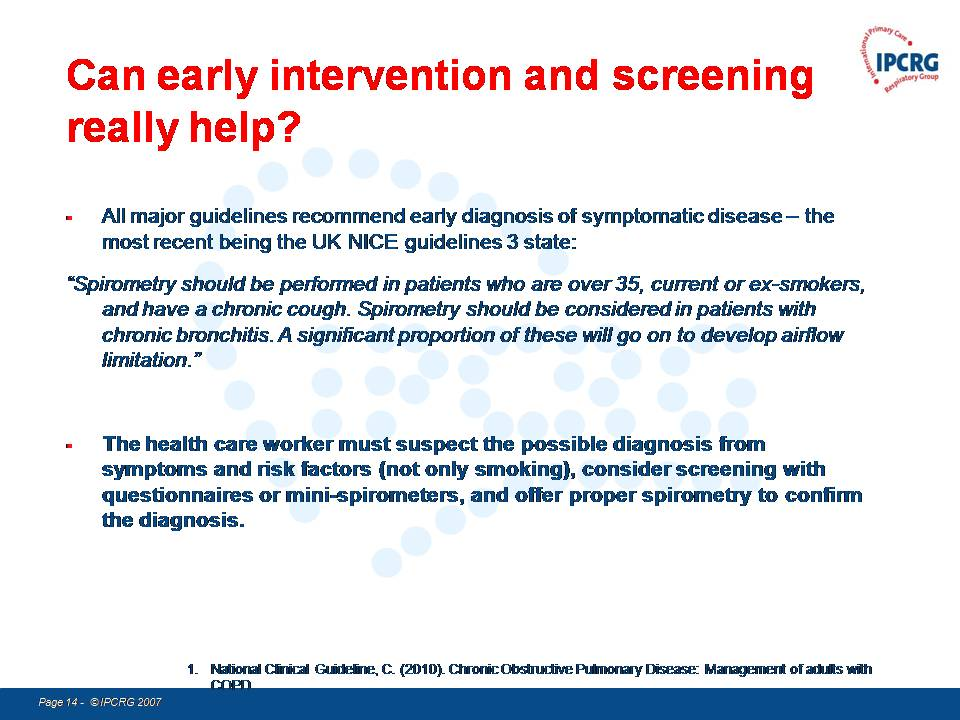 Can early intervention and screening
really help?
International Primary Care
IPCRG
Respiratory Group
- All major guidelines recommend early diagnosis of symptomatic disease – the
most recent being the UK NICE guidelines 3 state:
“Spirometry should be performed in patients who are over 35, current or ex-smokers,
and have a chronic cough. Spirometry should be considered in patients with
chronic bronchitis. A significant proportion of these will go on to develop airflow
limitation.”
- The health care worker must suspect the possible diagnosis from
symptoms and risk factors (not only smoking), consider screening with
questionnaires or mini-spirometers, and offer proper spirometry to confirm
the diagnosis.
1. National Clinical Guideline, C. (2010). Chronic Obstructive Pulmonary Disease: Management of adults with
COPD
Page 14 - © IPCRG 2007